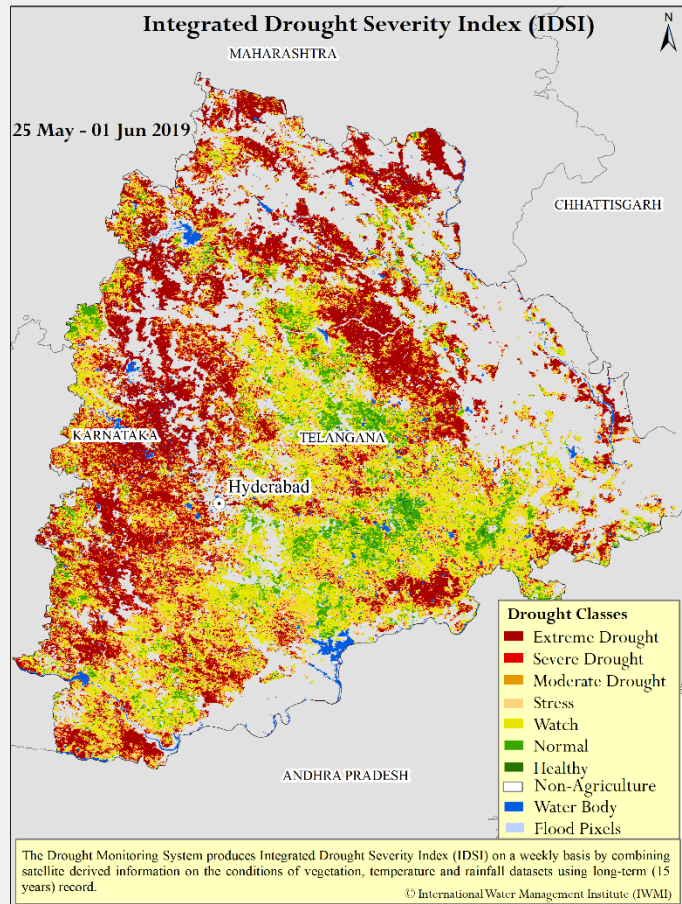 Integrated Drought Severity Index (IDSI)
N
MAHARASHTRA
25 May - 01 Jun 2019
CHHATTISGARH
KARNATAKA
TELANGANA
Hyderabad
ANDHRA PRADESH
Drought Classes
Extreme Drought
Severe Drought
Moderate Drought
Stress
Watch
Normal
Healthy
Non-Agriculture
Water Body
Flood Pixels
The Drought Monitoring System produces Integrated Drought Severity Index (IDSI) on a weekly basis by combining
satellite derived information on the conditions of vegetation, temperature and rainfall datasets using long-term (15
years) record.
© International Water Management Institute (IWMI)